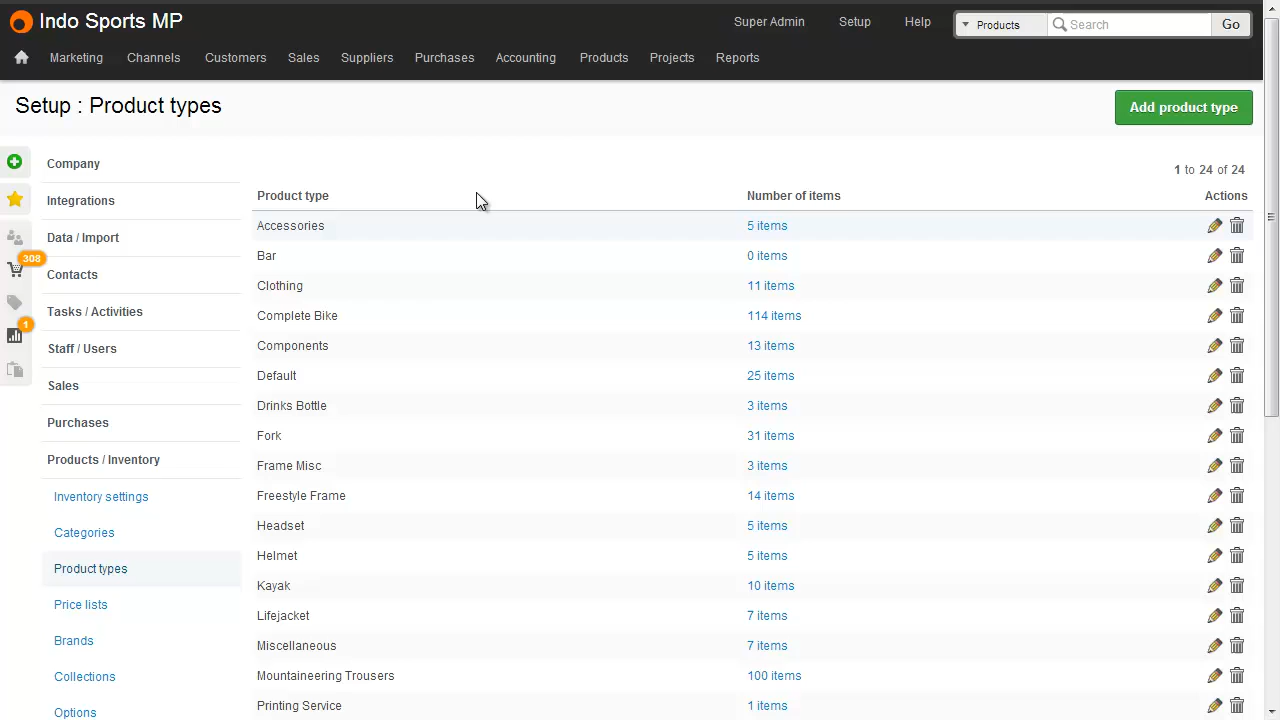 Indo Sports MP
Super Admin Setup Help Products Search Go
Marketing Channels Customers Sales Suppliers Purchases Accounting Products Projects Reports
Setup : Product types
Add product type
308
1
Company
Integrations
Data / Import
Contacts
Tasks / Activities
Staff / Users
Sales
Purchases
Products / Inventory
Inventory settings
Categories
Product types
Price lists
Brands
Collections
Options
1 to 24 of 24
Product type Number of items Actions
Accessories 5 items
Bar 0 items
Clothing 11 items
Complete Bike 114 items
Components 13 items
Default 25 items
Drinks Bottle 3 items
Fork 31 items
Frame Misc 3 items
Freestyle Frame 14 items
Headset 5 items
Helmet 5 items
Kayak 10 items
Lifejacket 7 items
Miscellaneous 7 items
Mountaineering Trousers 100 items
Printing Service 1 items